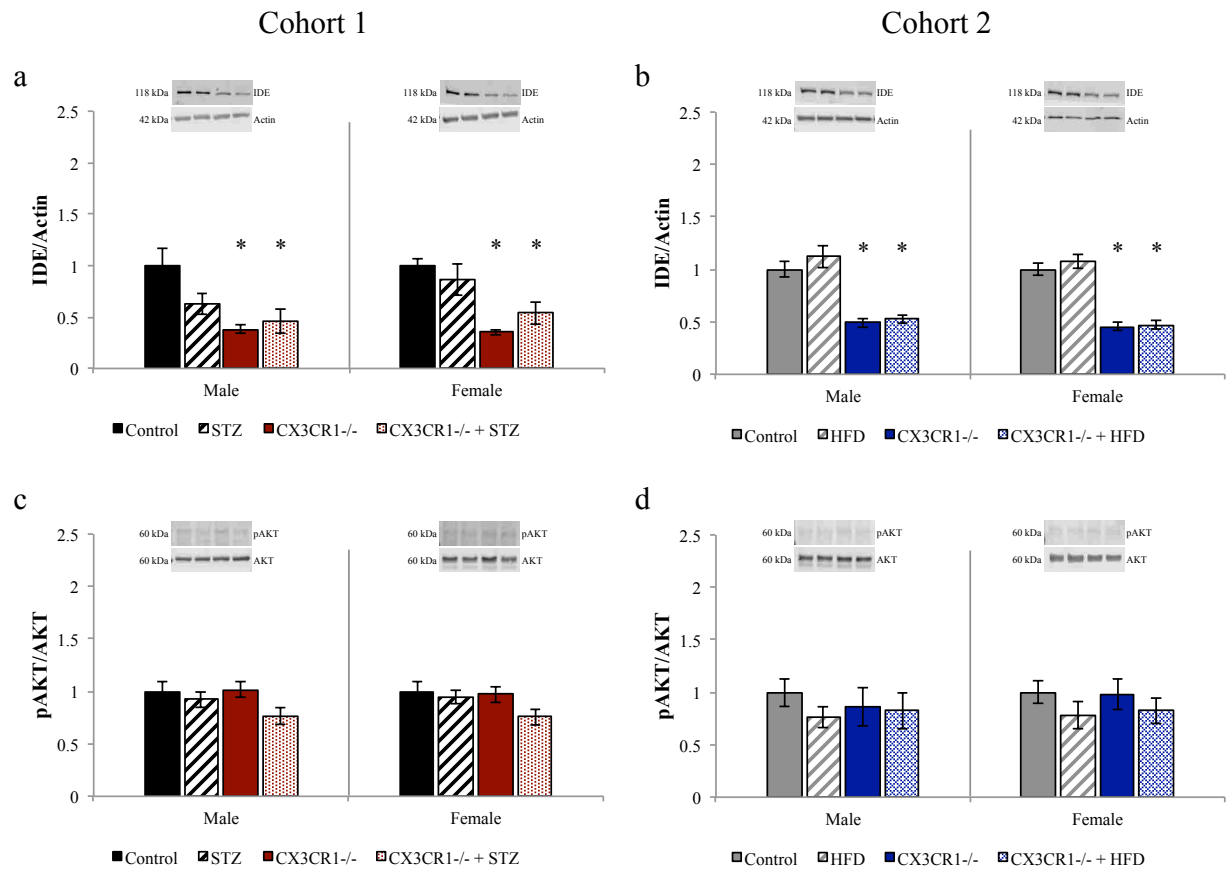 Cohort 1
Cohort 2
a
118 kDa IDE
42 kDa Actin
118 kDa IDE
42 kDa Actin
IDE/Actin
2.5
2
1.5
1
0.5
0
* * * *
Male Female
Control STZ CX3CR1-/- CX3CR1-/- + STZ
b
118 kDa IDE
42 kDa Actin
118 kDa IDE
42 kDa Actin
IDE/Actin
2.5
2
1.5
1
0.5
0
* * * *
Male Female
Control HFD CX3CR1-/- CX3CR1-/- + HFD
c
60 kDa pAKT
60 kDa AKT
60 kDa pAKT
60 kDa AKT
pAKT/AKT
2.5
2
1.5
1
0.5
0
Male Female
Control STZ CX3CR1-/- CX3CR1-/- + STZ
d
60 kDa pAKT
60 kDa AKT
60 kDa pAKT
60 kDa AKT
pAKT/AKT
2.5
2
1.5
1
0.5
0
Male Female
Control HFD CX3CR1-/- CX3CR1-/- + HFD